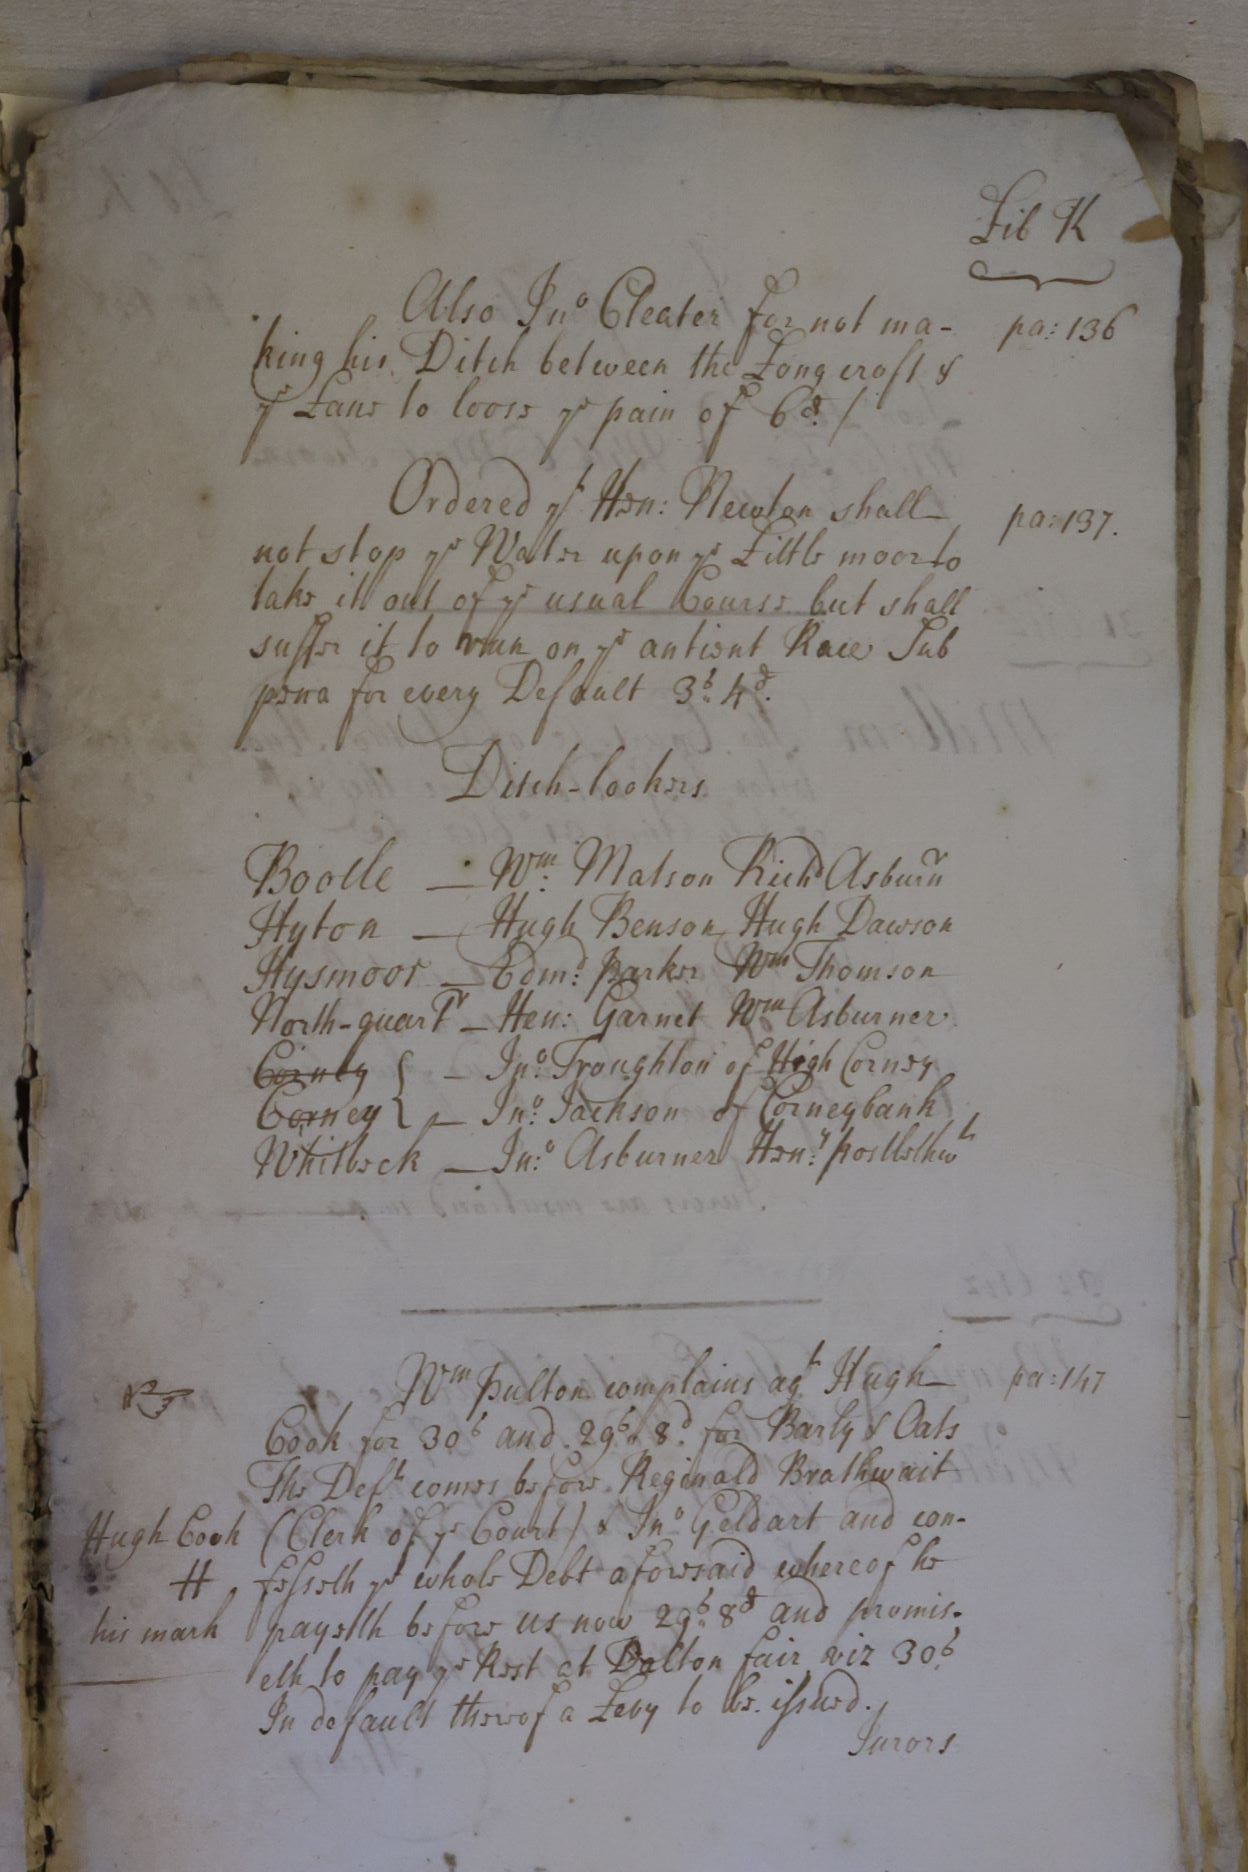 Lib K
Also Jno Cleater for not ma- pa: 136
king his Ditch between the Longcroft &
ye Lane to loose ye pain of 6d. /
Ordered yt Hen: Newton shall pa: 137.
not stop ye Water upon ye Little moor to
take it out of ye usual Course but shall
suffer it to run on ye antient Race Sub
pena for every Default 3s. 4d.
Ditch-lookers
Bootle — Wm: Matson Richd Asburnr
Hyton — Hugh Benson Hugh Dawson
Hysmoor — Edmd: Parker Wm Thomson
North-quartr — Hen: Garnet Wm Asburner
Corney { — Jno: Troughton of High Corney
Corney { — Jno: Jackson of Corneybank
Whitbeck — Jno: Asburner Henry: Postlethwt
Wm Pulton complains agt Hugh pa: 147
Cook for 30s and 29s. 8d. for Barly & Oats
The Deft comes before Reginald Brathwait
Hugh Cook (Clerk of ye Court) & Jno Geldart and con-
H fesseth ye whole Debt aforesaid whereof he
his mark payeth before us now 29s. 8d and promis-
eth to pay ye Rest at Dalton fair viz 30s.
In default thereof a Levy to be issued.
Jurors